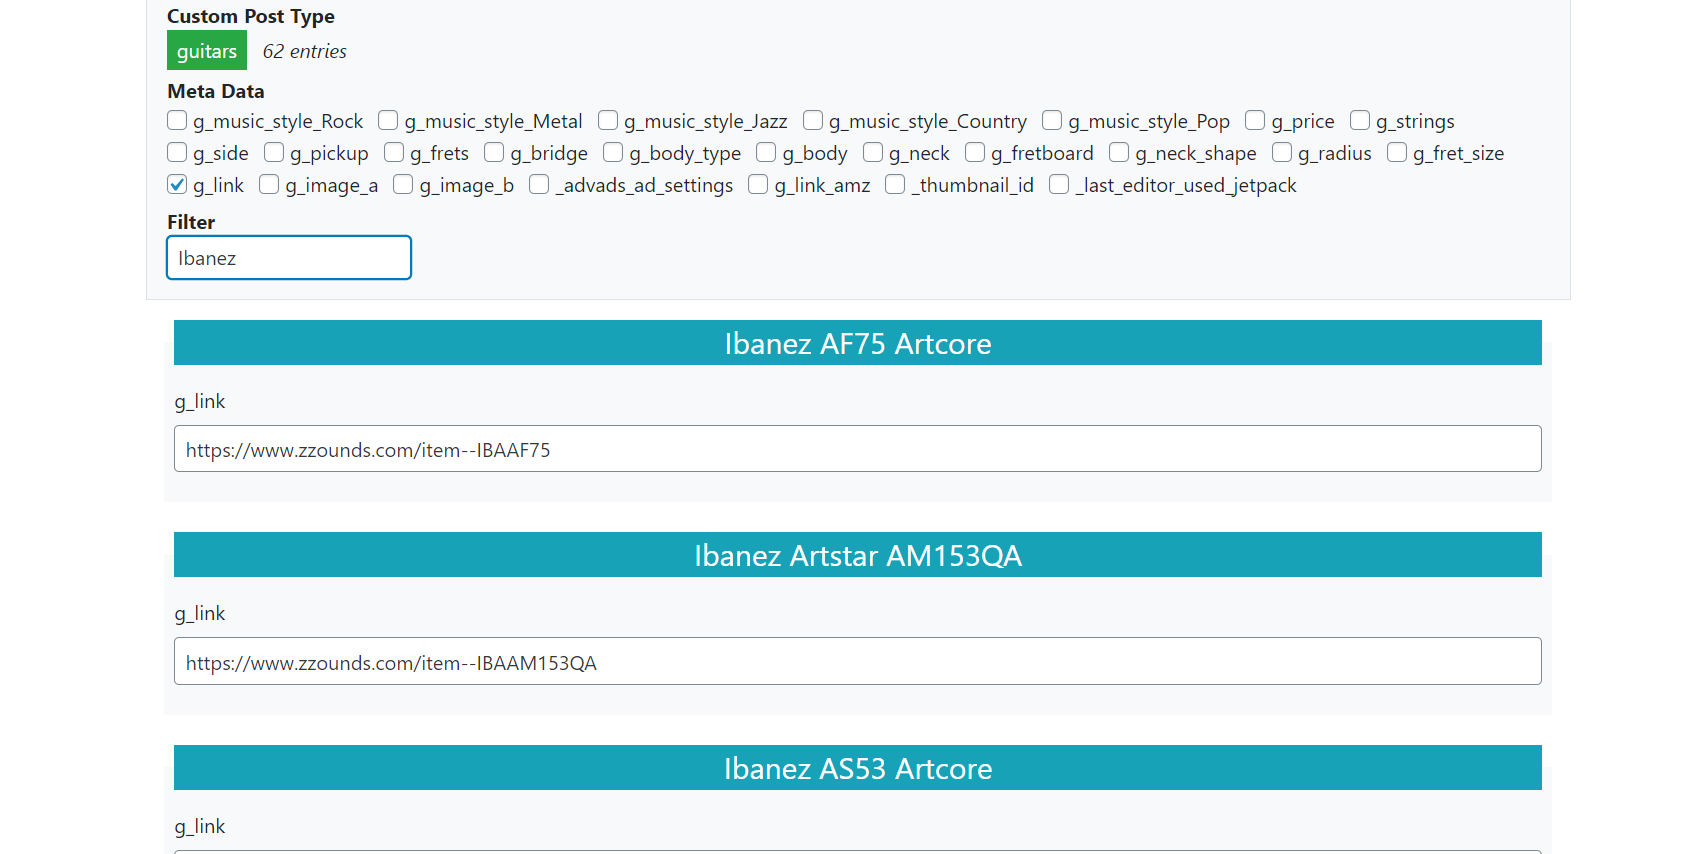 Custom Post Type
guitars 62 entries
Meta Data
g_music_style_Rock g_music_style_Metal g_music_style_Jazz g_music_style_Country g_music_style_Pop g_price g_strings
g_side g_pickup g_frets g_bridge g_body_type g_body g_neck g_fretboard g_neck_shape g_radius g_fret_size
g_link g_image_a g_image_b _advads_ad_settings g_link_amz _thumbnail_id _last_editor_used_jetpack
Filter
Ibanez
Ibanez AF75 Artcore
g_link
https://www.zzounds.com/item--IBAAF75
Ibanez Artstar AM153QA
g_link
https://www.zzounds.com/item--IBAAM153QA
Ibanez AS53 Artcore
g_link